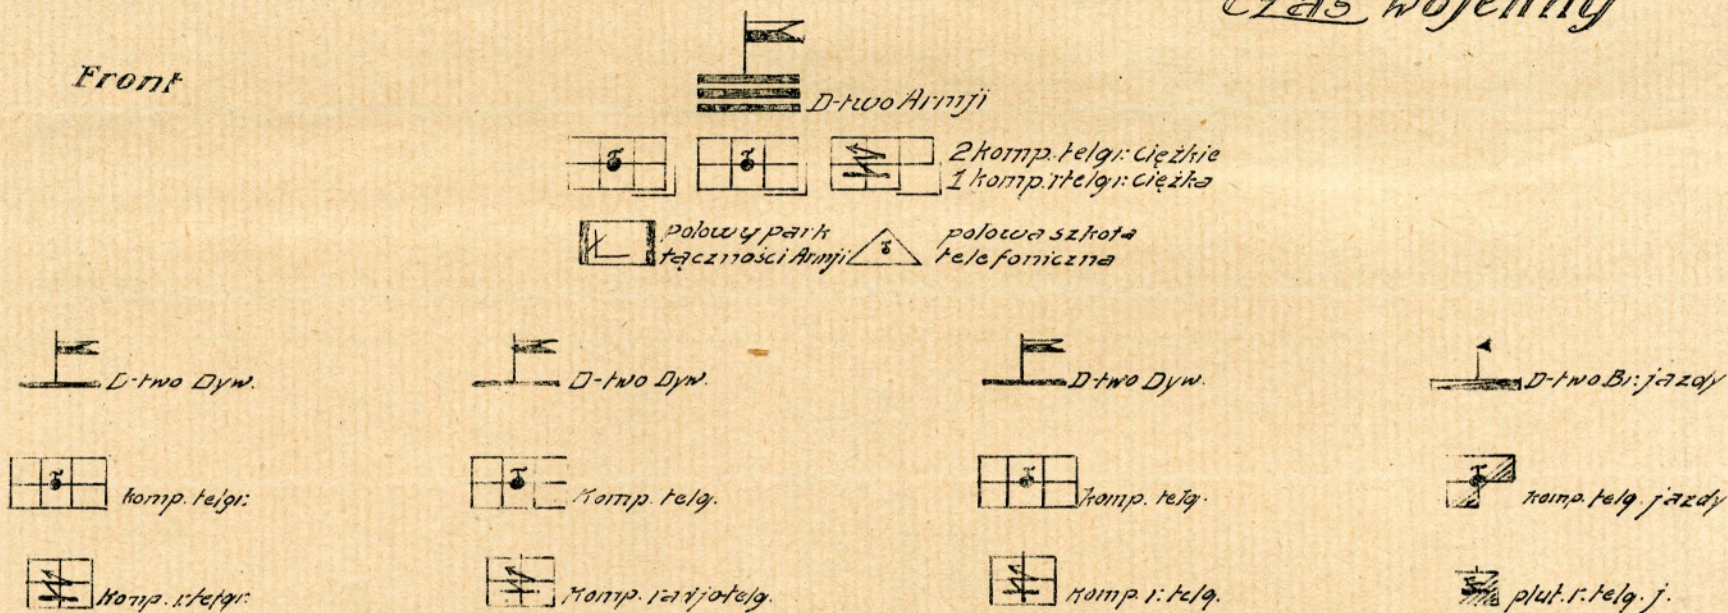 Czas wojenny
Front
D-two Armji
2 komp. telgr. ciężkie
1 komp. r.telgr. ciężka
polowy park
łączności Armji
polowa szkoła
telefoniczna
D-two Dyw.
D-two Dyw.
D-two Dyw.
D-two Br. jazdy
komp. telgr.
Komp. telg.
komp. telg.
komp. telg. jazdy
Komp. r.telgr.
Komp. radjotelg.
Komp. r. telg.
plut. r. telg. j.